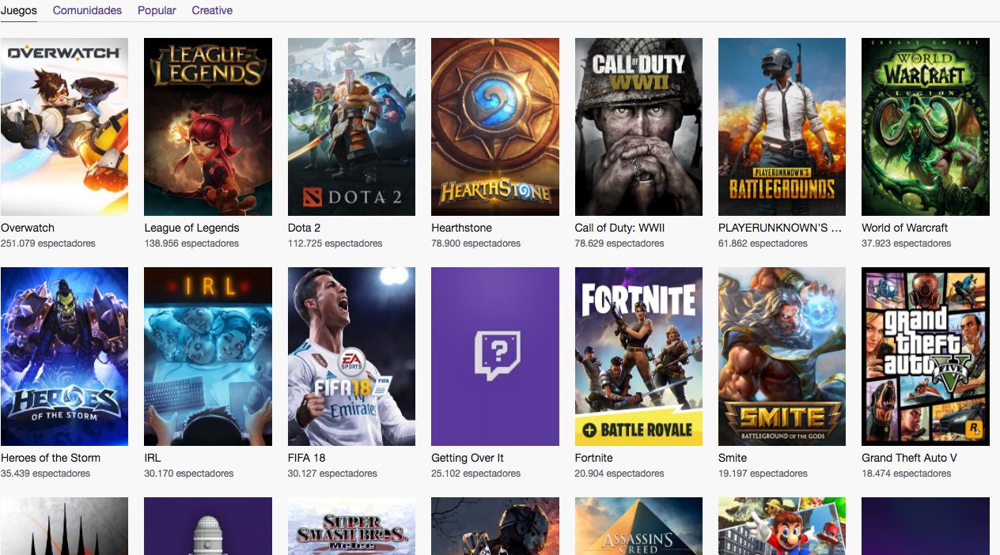 Juegos Comunidades Popular Creative
OVERWATCH
LEAGUE OF LEGENDS
DOTA 2
HEARTHSTONE
CALL OF DUTY WWII
PLAYERUNKNOWN'S BATTLEGROUNDS
EXPANSION SET
WORLD OF WARCRAFT
LEGION
Overwatch
251.079 espectadores
League of Legends
138.956 espectadores
Dota 2
112.725 espectadores
Hearthstone
78.900 espectadores
Call of Duty: WWII
78.629 espectadores
PLAYERUNKNOWN'S ...
61.862 espectadores
World of Warcraft
37.923 espectadores
HEROES OF THE STORM
IRL
EA SPORTS
FIFA 18
FIFA
Fly Emirates
?
FORTNITE
BATTLE ROYALE
SMITE
BATTLEGROUND OF THE GODS
grand theft auto V
FIVE
R
Heroes of the Storm
35.439 espectadores
IRL
30.170 espectadores
FIFA 18
30.127 espectadores
Getting Over It
25.102 espectadores
Fortnite
20.904 espectadores
Smite
19.197 espectadores
Grand Theft Auto V
18.474 espectadores
SUPER SMASH BROS.
Melee
ASSASSIN'S CREED